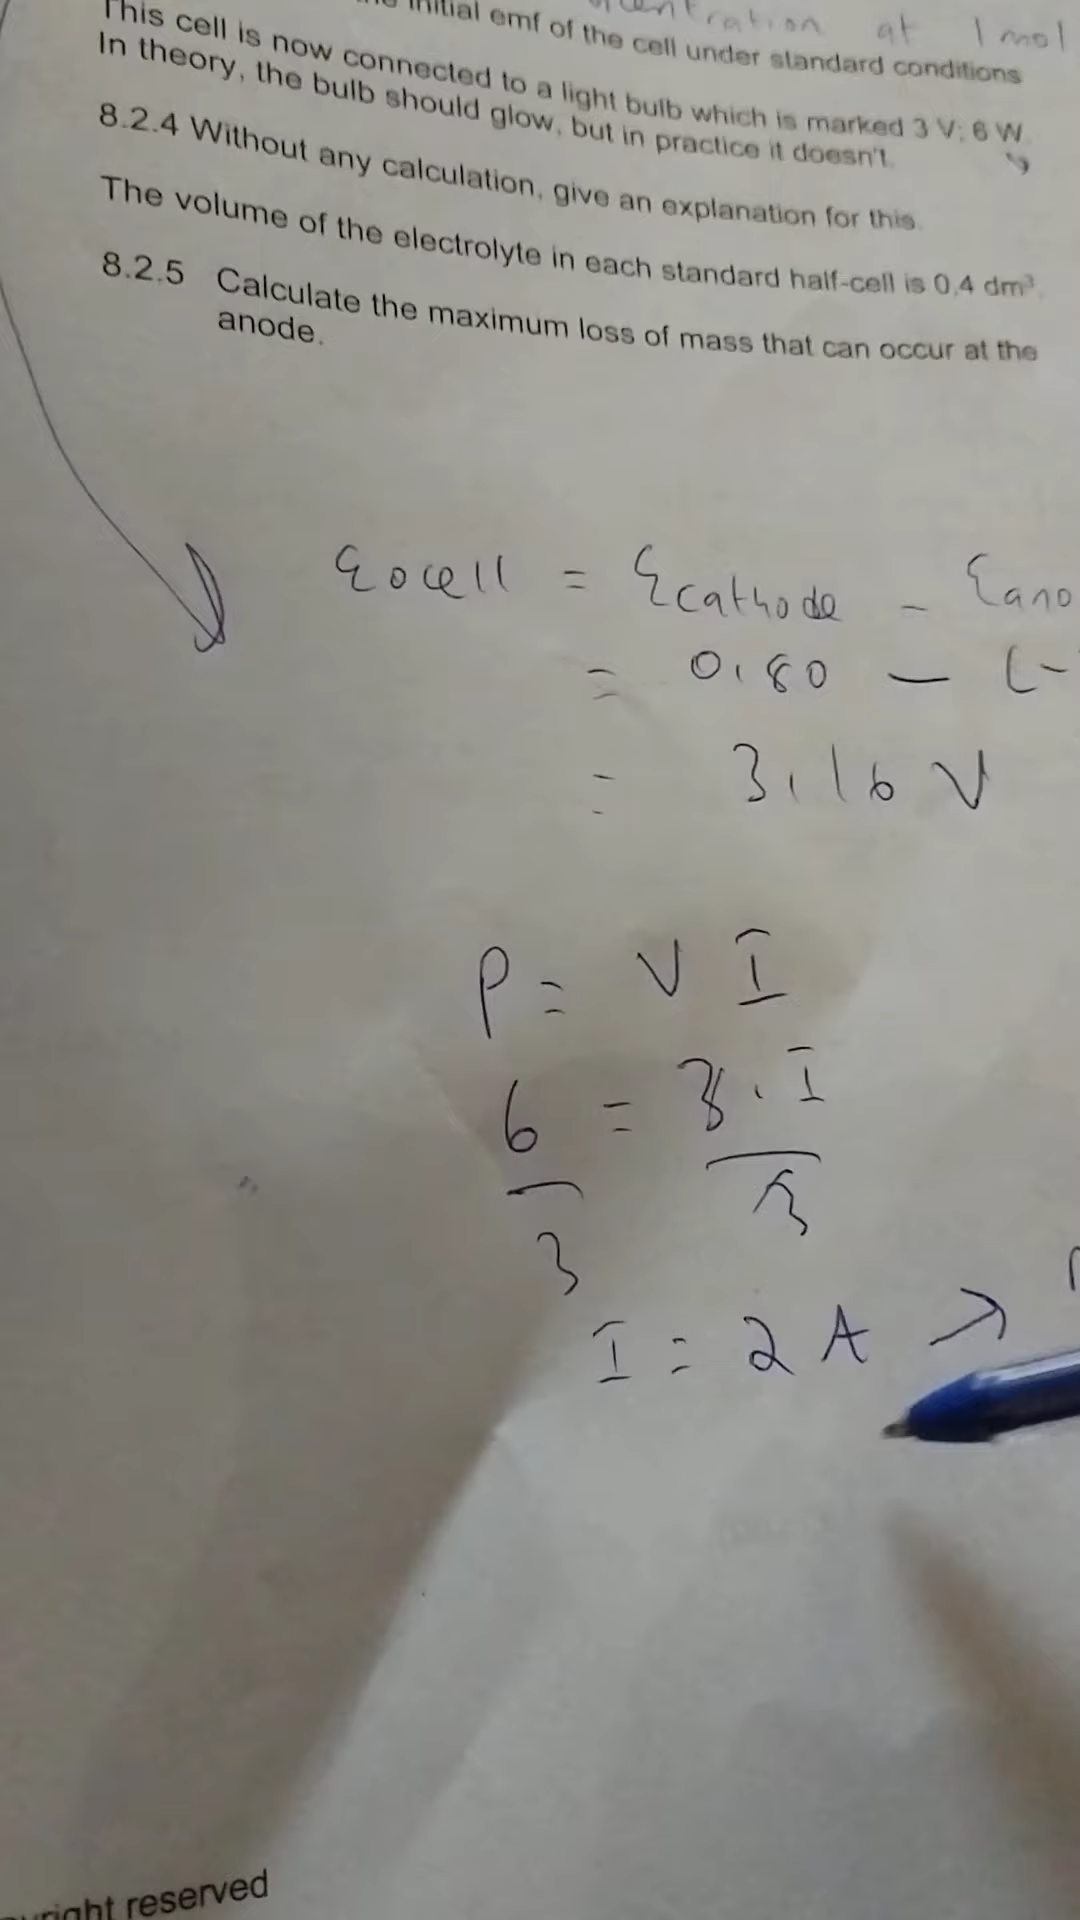 entration at 1 mol
initial emf of the cell under standard conditions
This cell is now connected to a light bulb which is marked 3 V; 6 W.
In theory, the bulb should glow, but in practice it doesn't.
8.2.4 Without any calculation, give an explanation for this.
The volume of the electrolyte in each standard half-cell is 0,4 dm³.
8.2.5 Calculate the maximum loss of mass that can occur at the
anode.
Ɛocell = Ɛcathode - Ɛano
= 0,80 - (-
= 3,16 V
P = V I
6 = 3 . I
3 3
I = 2 A →
right reserved